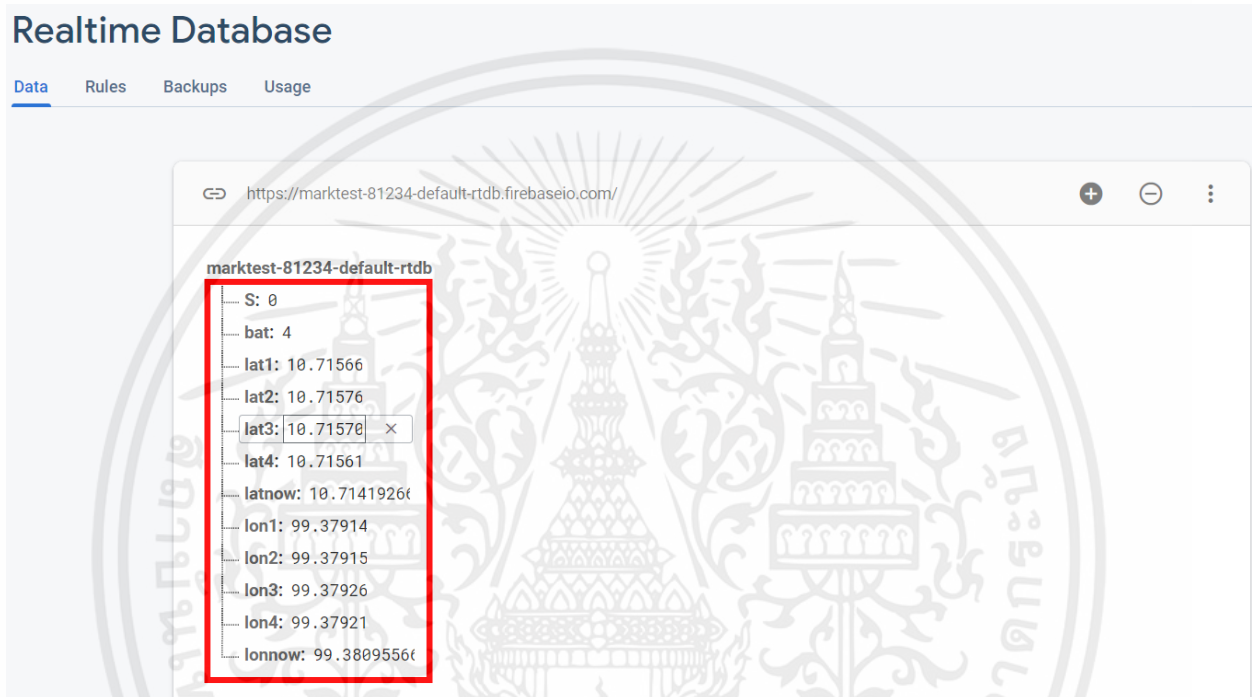 Realtime Database
Data Rules Backups Usage
https://marktest-81234-default-rtdb.firebaseio.com/
marktest-81234-default-rtdb
S: 0
bat: 4
lat1: 10.71566
lat2: 10.71576
lat3: 10.71570 ×
lat4: 10.71561
latnow: 10.71419266
lon1: 99.37914
lon2: 99.37915
lon3: 99.37926
lon4: 99.37921
lonnow: 99.38095566